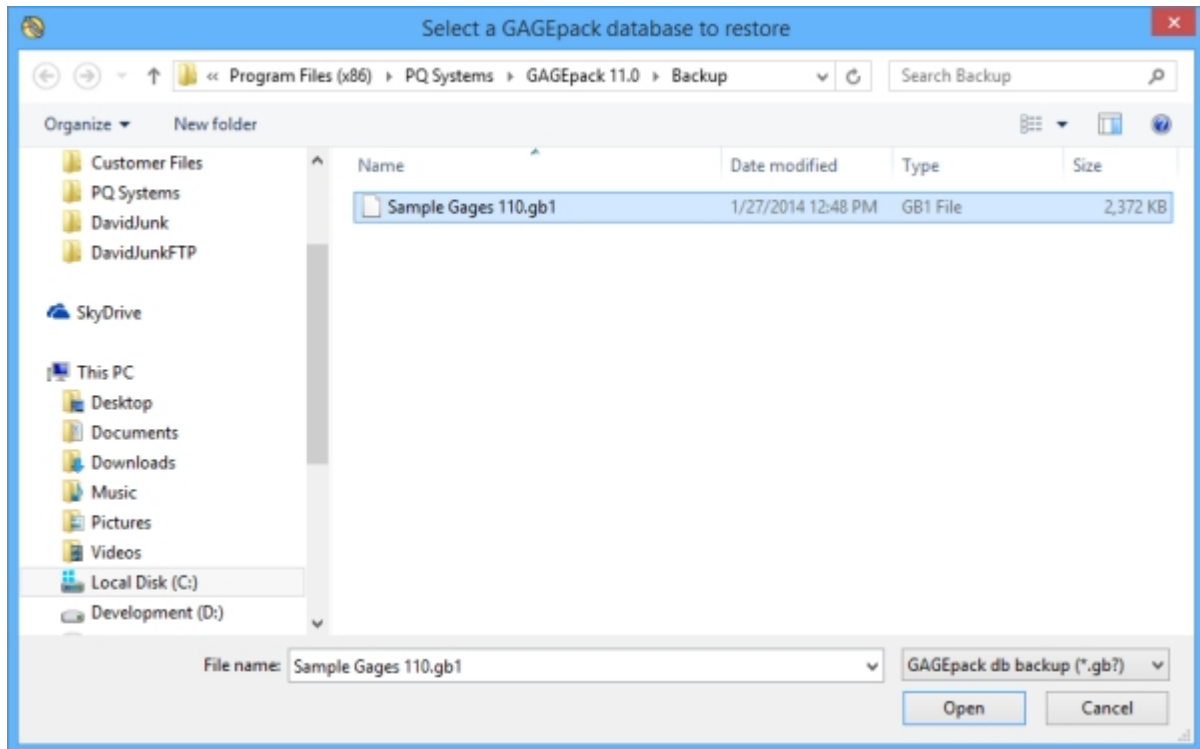 Select a GAGEpack database to restore
« Program Files (x86) PQ Systems GAGEpack 11.0 Backup Search Backup
Organize New folder
Name Date modified Type Size
Sample Gages 110.gb1 1/27/2014 12:48 PM GB1 File 2,372 KB
Customer Files
PQ Systems
DavidJunk
DavidJunkFTP
SkyDrive
This PC
Desktop
Documents
Downloads
Music
Pictures
Videos
Local Disk (C:)
Development (D:)
File name: Sample Gages 110.gb1 GAGEpack db backup (*.gb?)
Open Cancel